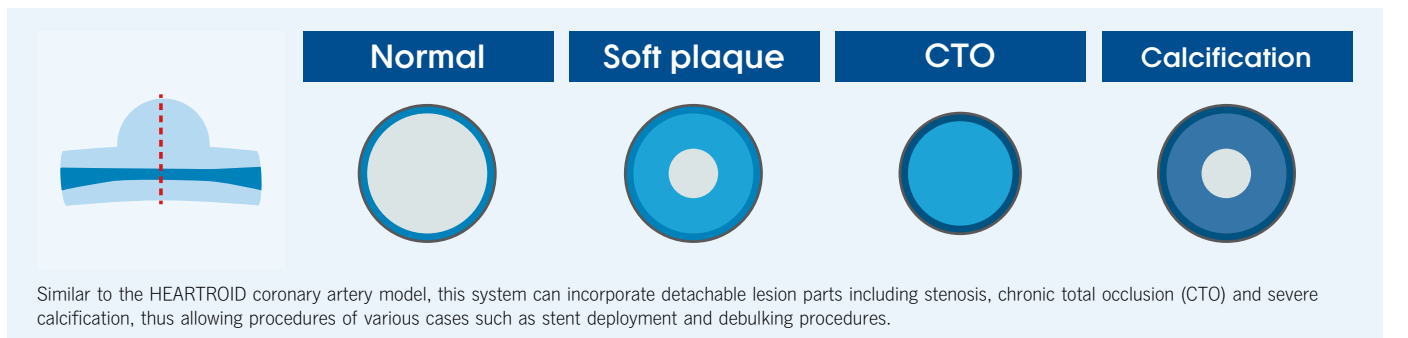 Normal
Soft plaque
CTO
Calcification
Similar to the HEARTROID coronary artery model, this system can incorporate detachable lesion parts including stenosis, chronic total occlusion (CTO) and severe
calcification, thus allowing procedures of various cases such as stent deployment and debulking procedures.